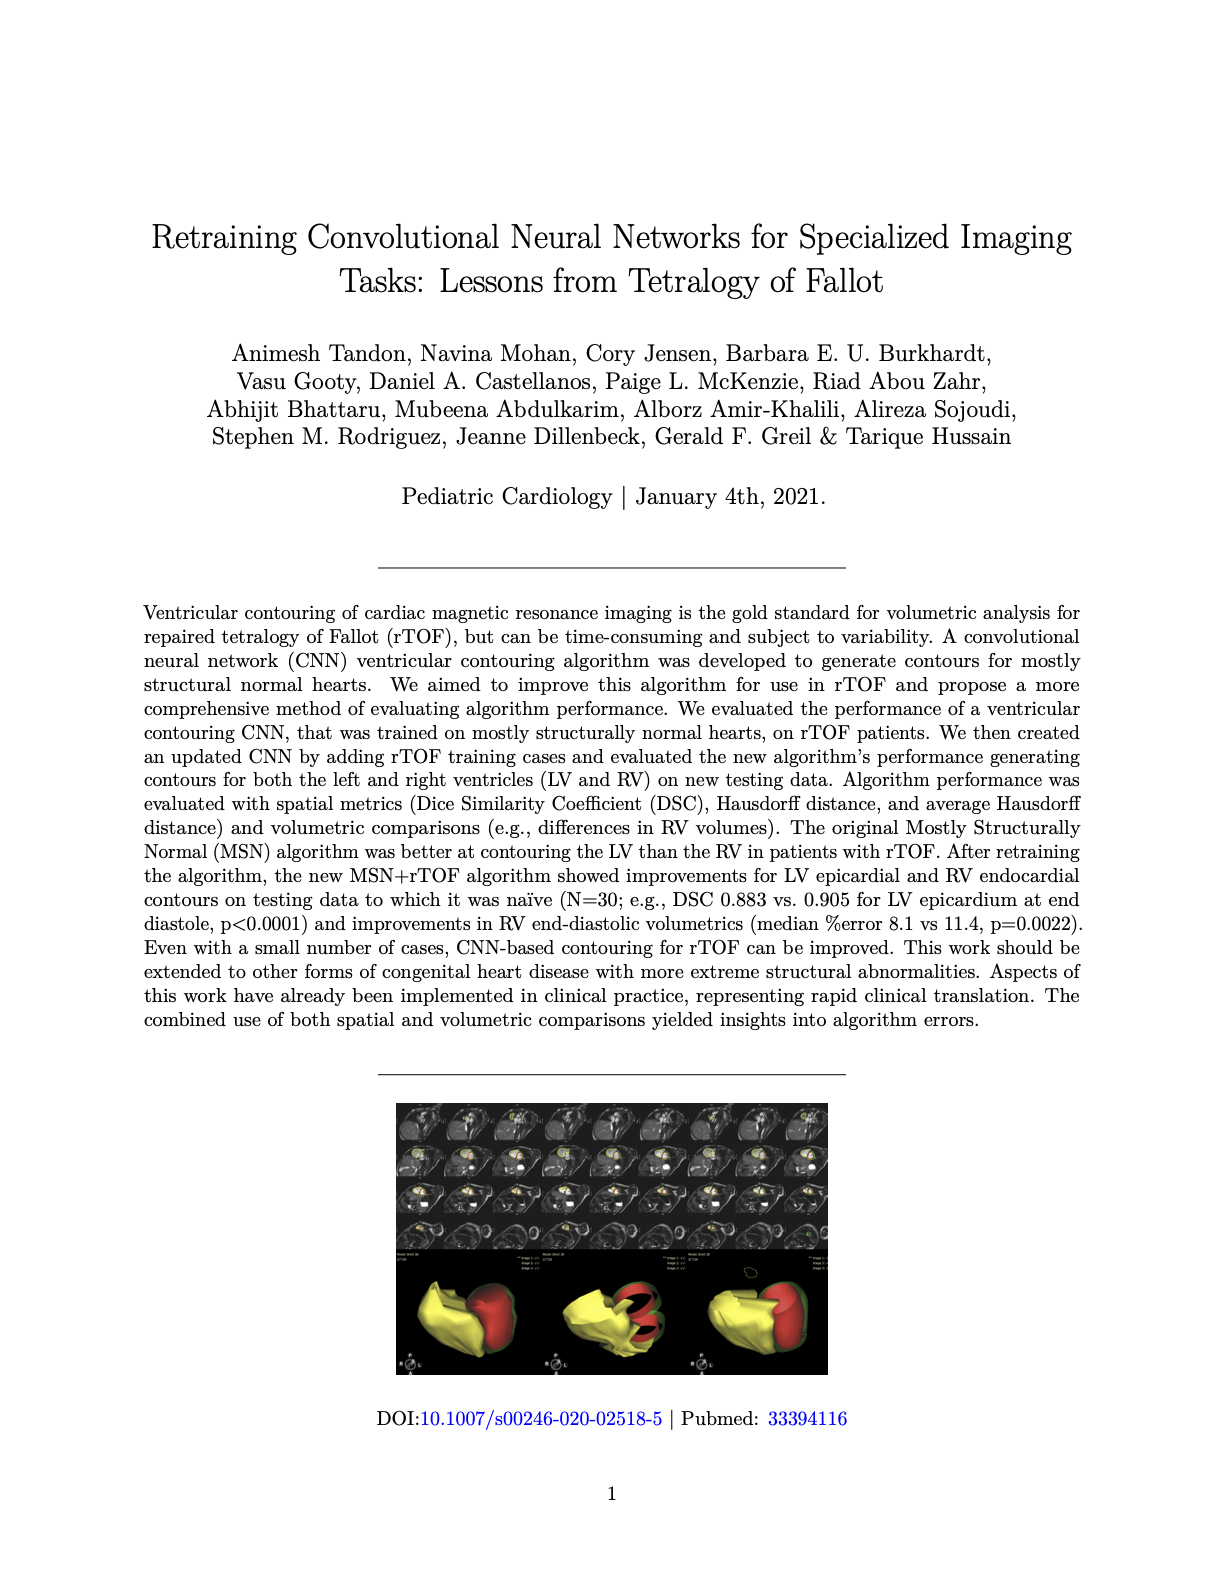 Retraining Convolutional Neural Networks for Specialized Imaging
Tasks: Lessons from Tetralogy of Fallot
Animesh Tandon, Navina Mohan, Cory Jensen, Barbara E. U. Burkhardt,
Vasu Gooty, Daniel A. Castellanos, Paige L. McKenzie, Riad Abou Zahr,
Abhijit Bhattaru, Mubeena Abdulkarim, Alborz Amir-Khalili, Alireza Sojoudi,
Stephen M. Rodriguez, Jeanne Dillenbeck, Gerald F. Greil & Tarique Hussain
Pediatric Cardiology | January 4th, 2021.
Ventricular contouring of cardiac magnetic resonance imaging is the gold standard for volumetric analysis for
repaired tetralogy of Fallot (rTOF), but can be time-consuming and subject to variability. A convolutional
neural network (CNN) ventricular contouring algorithm was developed to generate contours for mostly
structural normal hearts. We aimed to improve this algorithm for use in rTOF and propose a more
comprehensive method of evaluating algorithm performance. We evaluated the performance of a ventricular
contouring CNN, that was trained on mostly structurally normal hearts, on rTOF patients. We then created
an updated CNN by adding rTOF training cases and evaluated the new algorithm's performance generating
contours for both the left and right ventricles (LV and RV) on new testing data. Algorithm performance was
evaluated with spatial metrics (Dice Similarity Coefficient (DSC), Hausdorff distance, and average Hausdorff
distance) and volumetric comparisons (e.g., differences in RV volumes). The original Mostly Structurally
Normal (MSN) algorithm was better at contouring the LV than the RV in patients with rTOF. After retraining
the algorithm, the new MSN+rTOF algorithm showed improvements for LV epicardial and RV endocardial
contours on testing data to which it was naïve (N=30; e.g., DSC 0.883 vs. 0.905 for LV epicardium at end
diastole, p<0.0001) and improvements in RV end-diastolic volumetrics (median %error 8.1 vs 11.4, p=0.0022).
Even with a small number of cases, CNN-based contouring for rTOF can be improved. This work should be
extended to other forms of congenital heart disease with more extreme structural abnormalities. Aspects of
this work have already been implemented in clinical practice, representing rapid clinical translation. The
combined use of both spatial and volumetric comparisons yielded insights into algorithm errors.
DOI:10.1007/s00246-020-02518-5 | Pubmed: 33394116
1